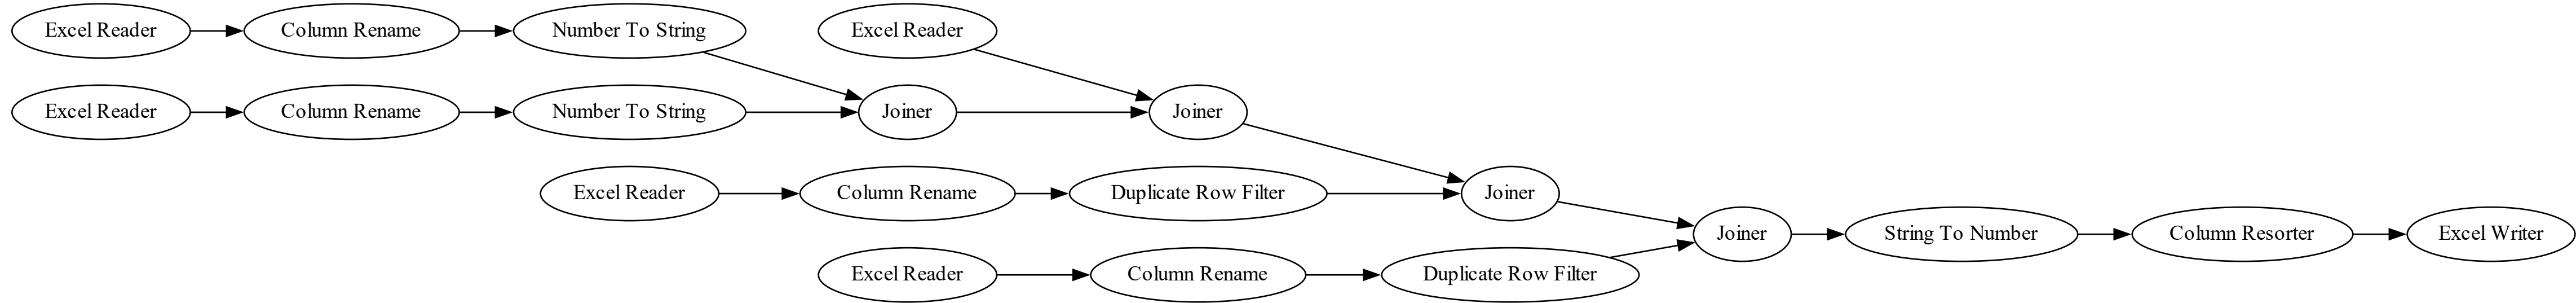 Excel Reader
Column Rename
Number To String
Excel Reader
Excel Reader
Column Rename
Number To String
Joiner
Joiner
Excel Reader
Column Rename
Duplicate Row Filter
Joiner
Joiner
String To Number
Column Resorter
Excel Writer
Excel Reader
Column Rename
Duplicate Row Filter